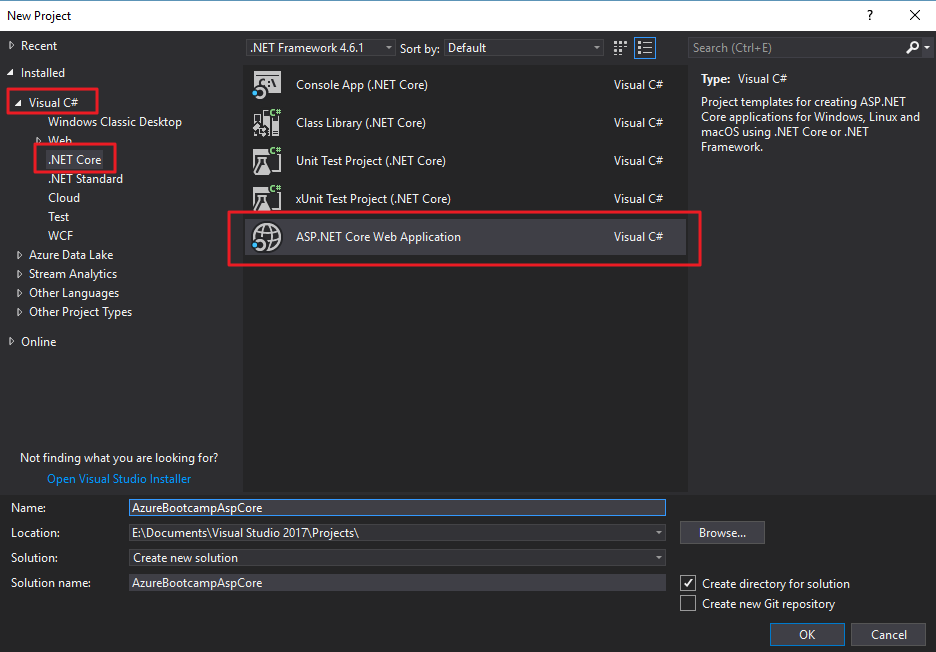 New Project
?
Recent
Installed
Visual C#
Windows Classic Desktop
Web
.NET Core
.NET Standard
Cloud
Test
WCF
Azure Data Lake
Stream Analytics
Other Languages
Other Project Types
Online
Not finding what you are looking for?
Open Visual Studio Installer
.NET Framework 4.6.1 Sort by: Default
Console App (.NET Core) Visual C#
Class Library (.NET Core) Visual C#
Unit Test Project (.NET Core) Visual C#
xUnit Test Project (.NET Core) Visual C#
ASP.NET Core Web Application Visual C#
Search (Ctrl+E)
Type: Visual C#
Project templates for creating ASP.NET
Core applications for Windows, Linux and
macOS using .NET Core or .NET
Framework.
Name: AzureBootcampAspCore
Location: E:\Documents\Visual Studio 2017\Projects\ Browse...
Solution: Create new solution
Solution name: AzureBootcampAspCore
Create directory for solution
Create new Git repository
OK Cancel